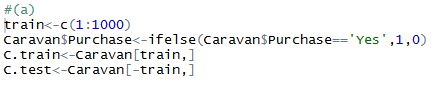 #(a)
train<-c(1:1000)
Caravan$Purchase<-ifelse(Caravan$Purchase=='Yes',1,0)
C.train<-Caravan[train,]
C.test<-Caravan[-train,]